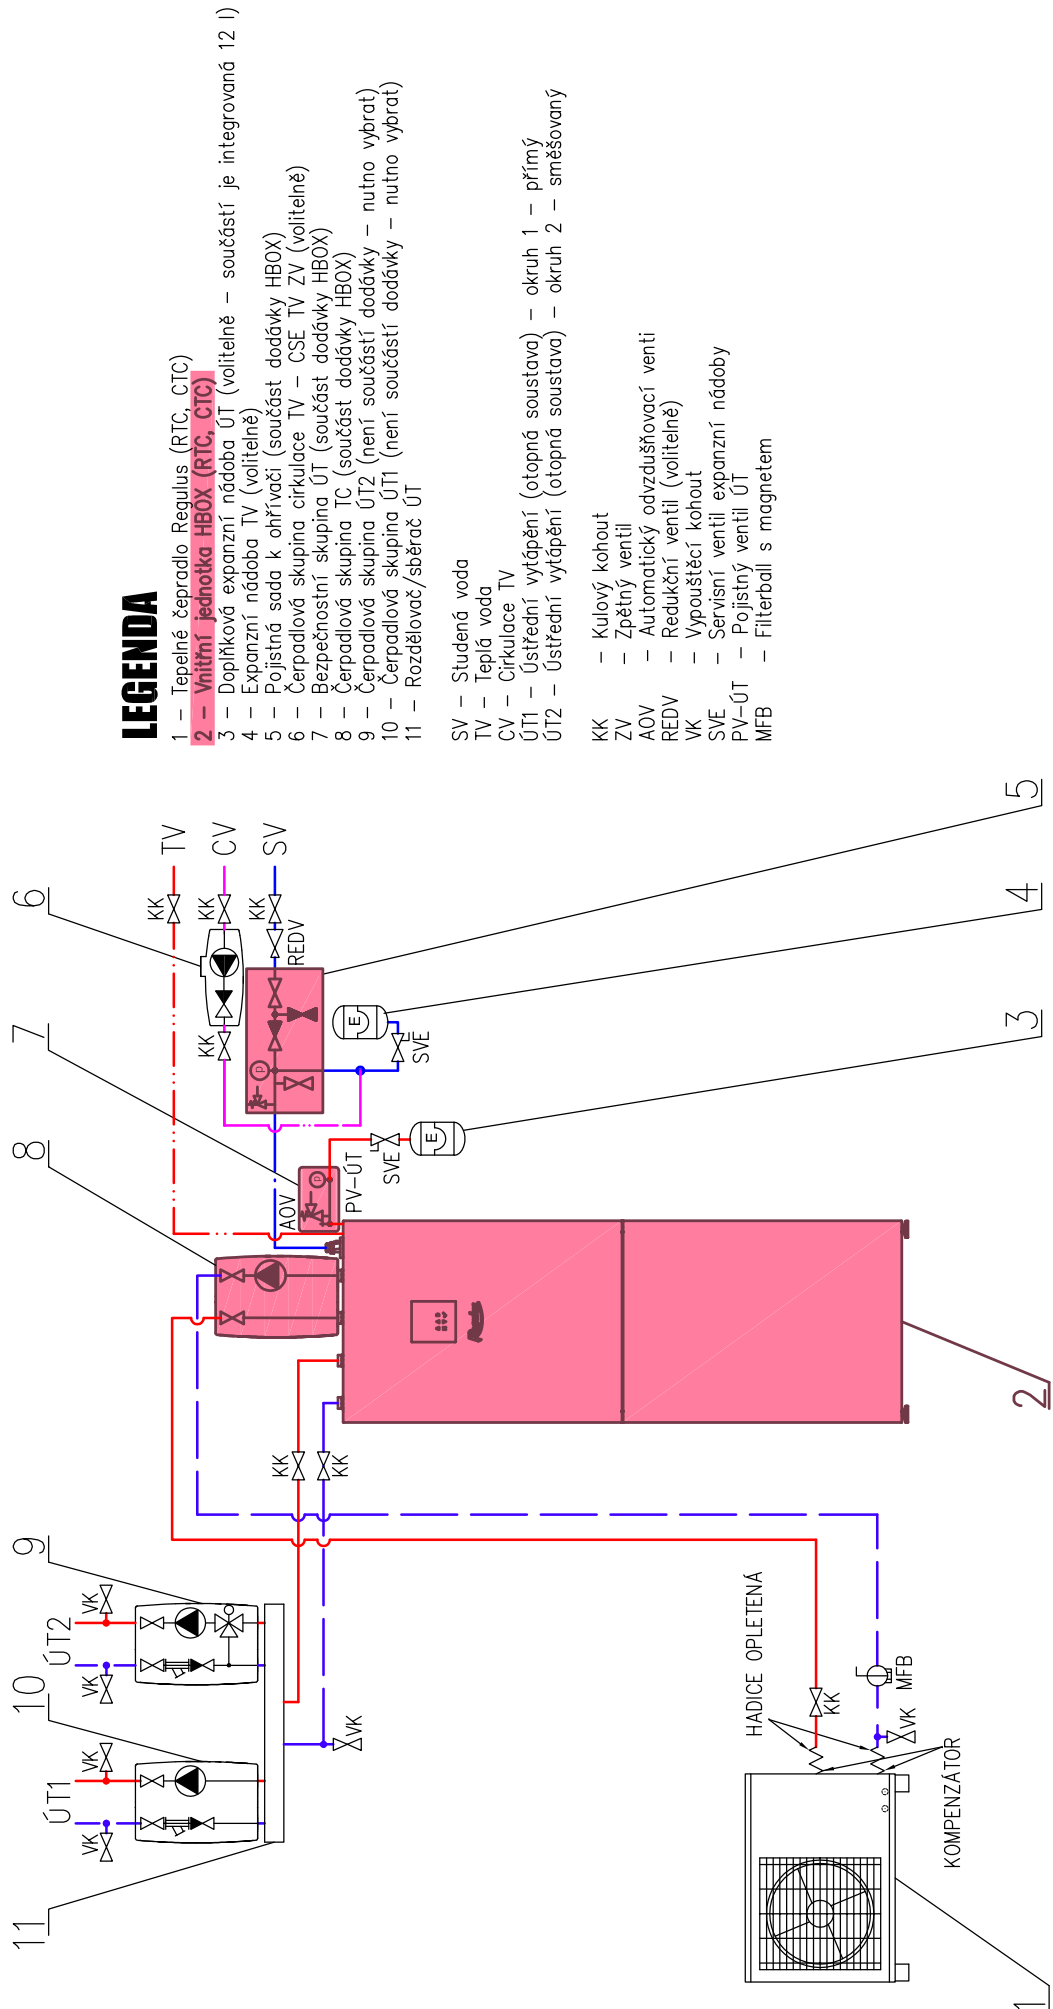 LEGENDA
1 – Tepelné čepradlo Regulus (RTC, CTC)
2 – Vnitřní jednotka HBOX (RTC, CTC)
3 – Doplňková expanzní nádoba ÚT (volitelně – součástí je integrovaná 12 l)
4 – Expanzní nádoba TV (volitelně)
5 – Pojistná sada k ohřívači (součást dodávky HBOX)
6 – Čerpadlová skupina cirkulace TV – CSE TV ZV (volitelně)
7 – Bezpečnostní skupina ÚT (součást dodávky HBOX)
8 – Čerpadlová skupina TC (součást dodávky HBOX)
9 – Čerpadlová skupina ÚT2 (není součástí dodávky – nutno vybrat)
10 – Čerpadlová skupina ÚT1 (není součástí dodávky – nutno vybrat)
11 – Rozdělovač/sběrač ÚT
SV – Studená voda
TV – Teplá voda
CV – Cirkulace TV
ÚT1 – Ústřední vytápění (otopná soustava) – okruh 1 – přímý
ÚT2 – Ústřední vytápění (otopná soustava) – okruh 2 – směšovaný
KK – Kulový kohout
ZV – Zpětný ventil
AOV – Automatický odvzdušňovací venti
REDV – Redukční ventil (volitelně)
VK – Vypouštěcí kohout
SVE – Servisní ventil expanzní nádoby
PV–ÚT – Pojistný ventil ÚT
MFB – Filterball s magnetem
11
10
9
8
7
6
ÚT1
ÚT2
VK
VK
VK
VK
TV
CV
SV
KK
KK
KK
KK
REDV
P
E
SVE
AOV
P
PV–ÚT
SVE
E
KK
KK
VK
HADICE OPLETENÁ
KK
MFB
VK
KOMPENZÁTOR
1
2
3
4
5